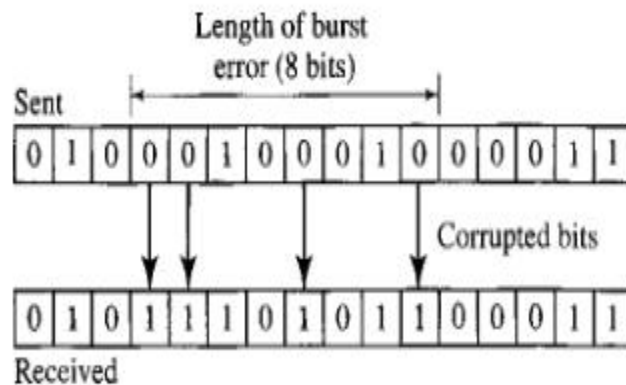 Length of burst
error (8 bits)
Sent
0 1 0 0 0 1 0 0 0 1 0 0 0 0 1 1
Corrupted bits
0 1 0 1 1 1 0 1 0 1 1 0 0 0 1 1
Received